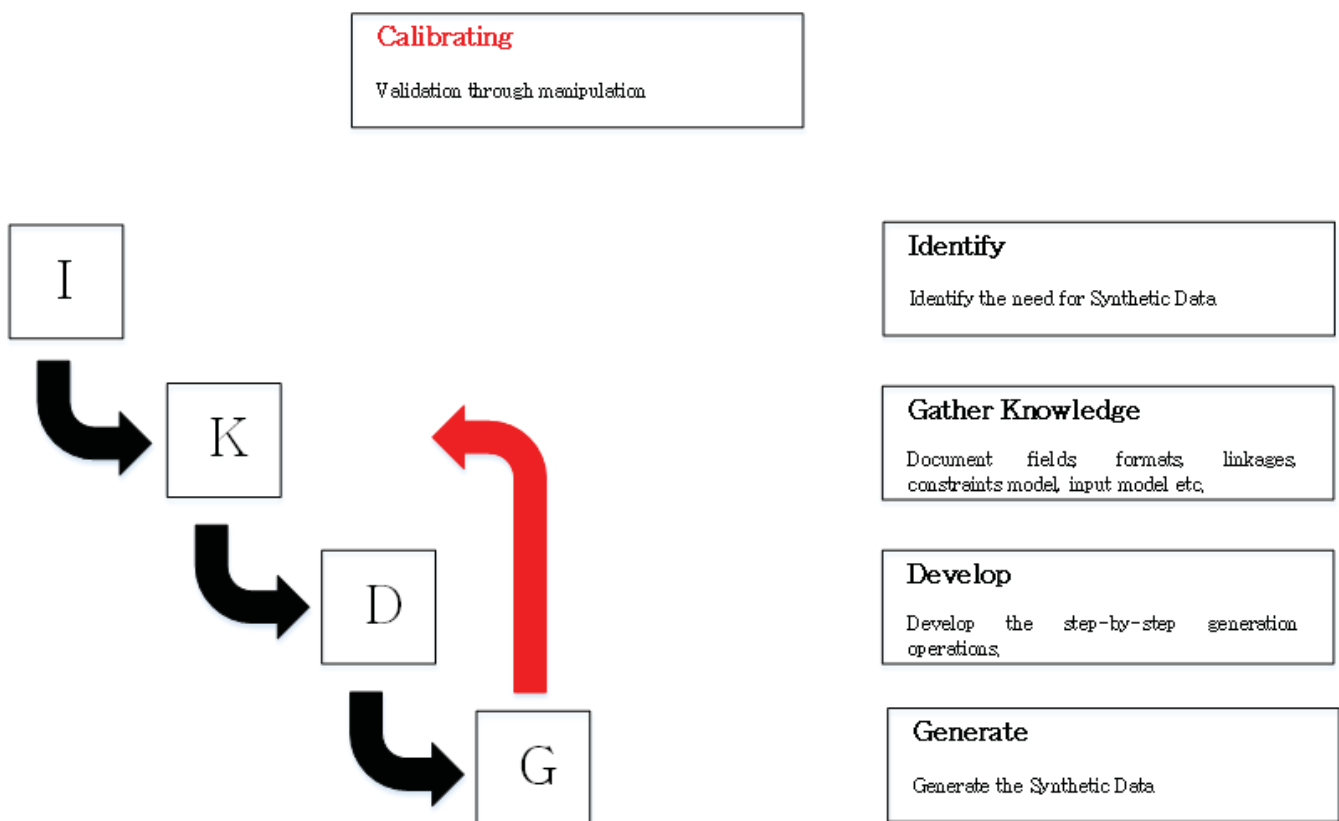 Calibrating
Validation through manipulation
I
Identify
Identify the need for Synthetic Data
K
Gather Knowledge
Document fields, formats, linkages,
constraints model, input model etc,
D
Develop
Develop the step-by-step generation
operations,
G
Generate
Generate the Synthetic Data